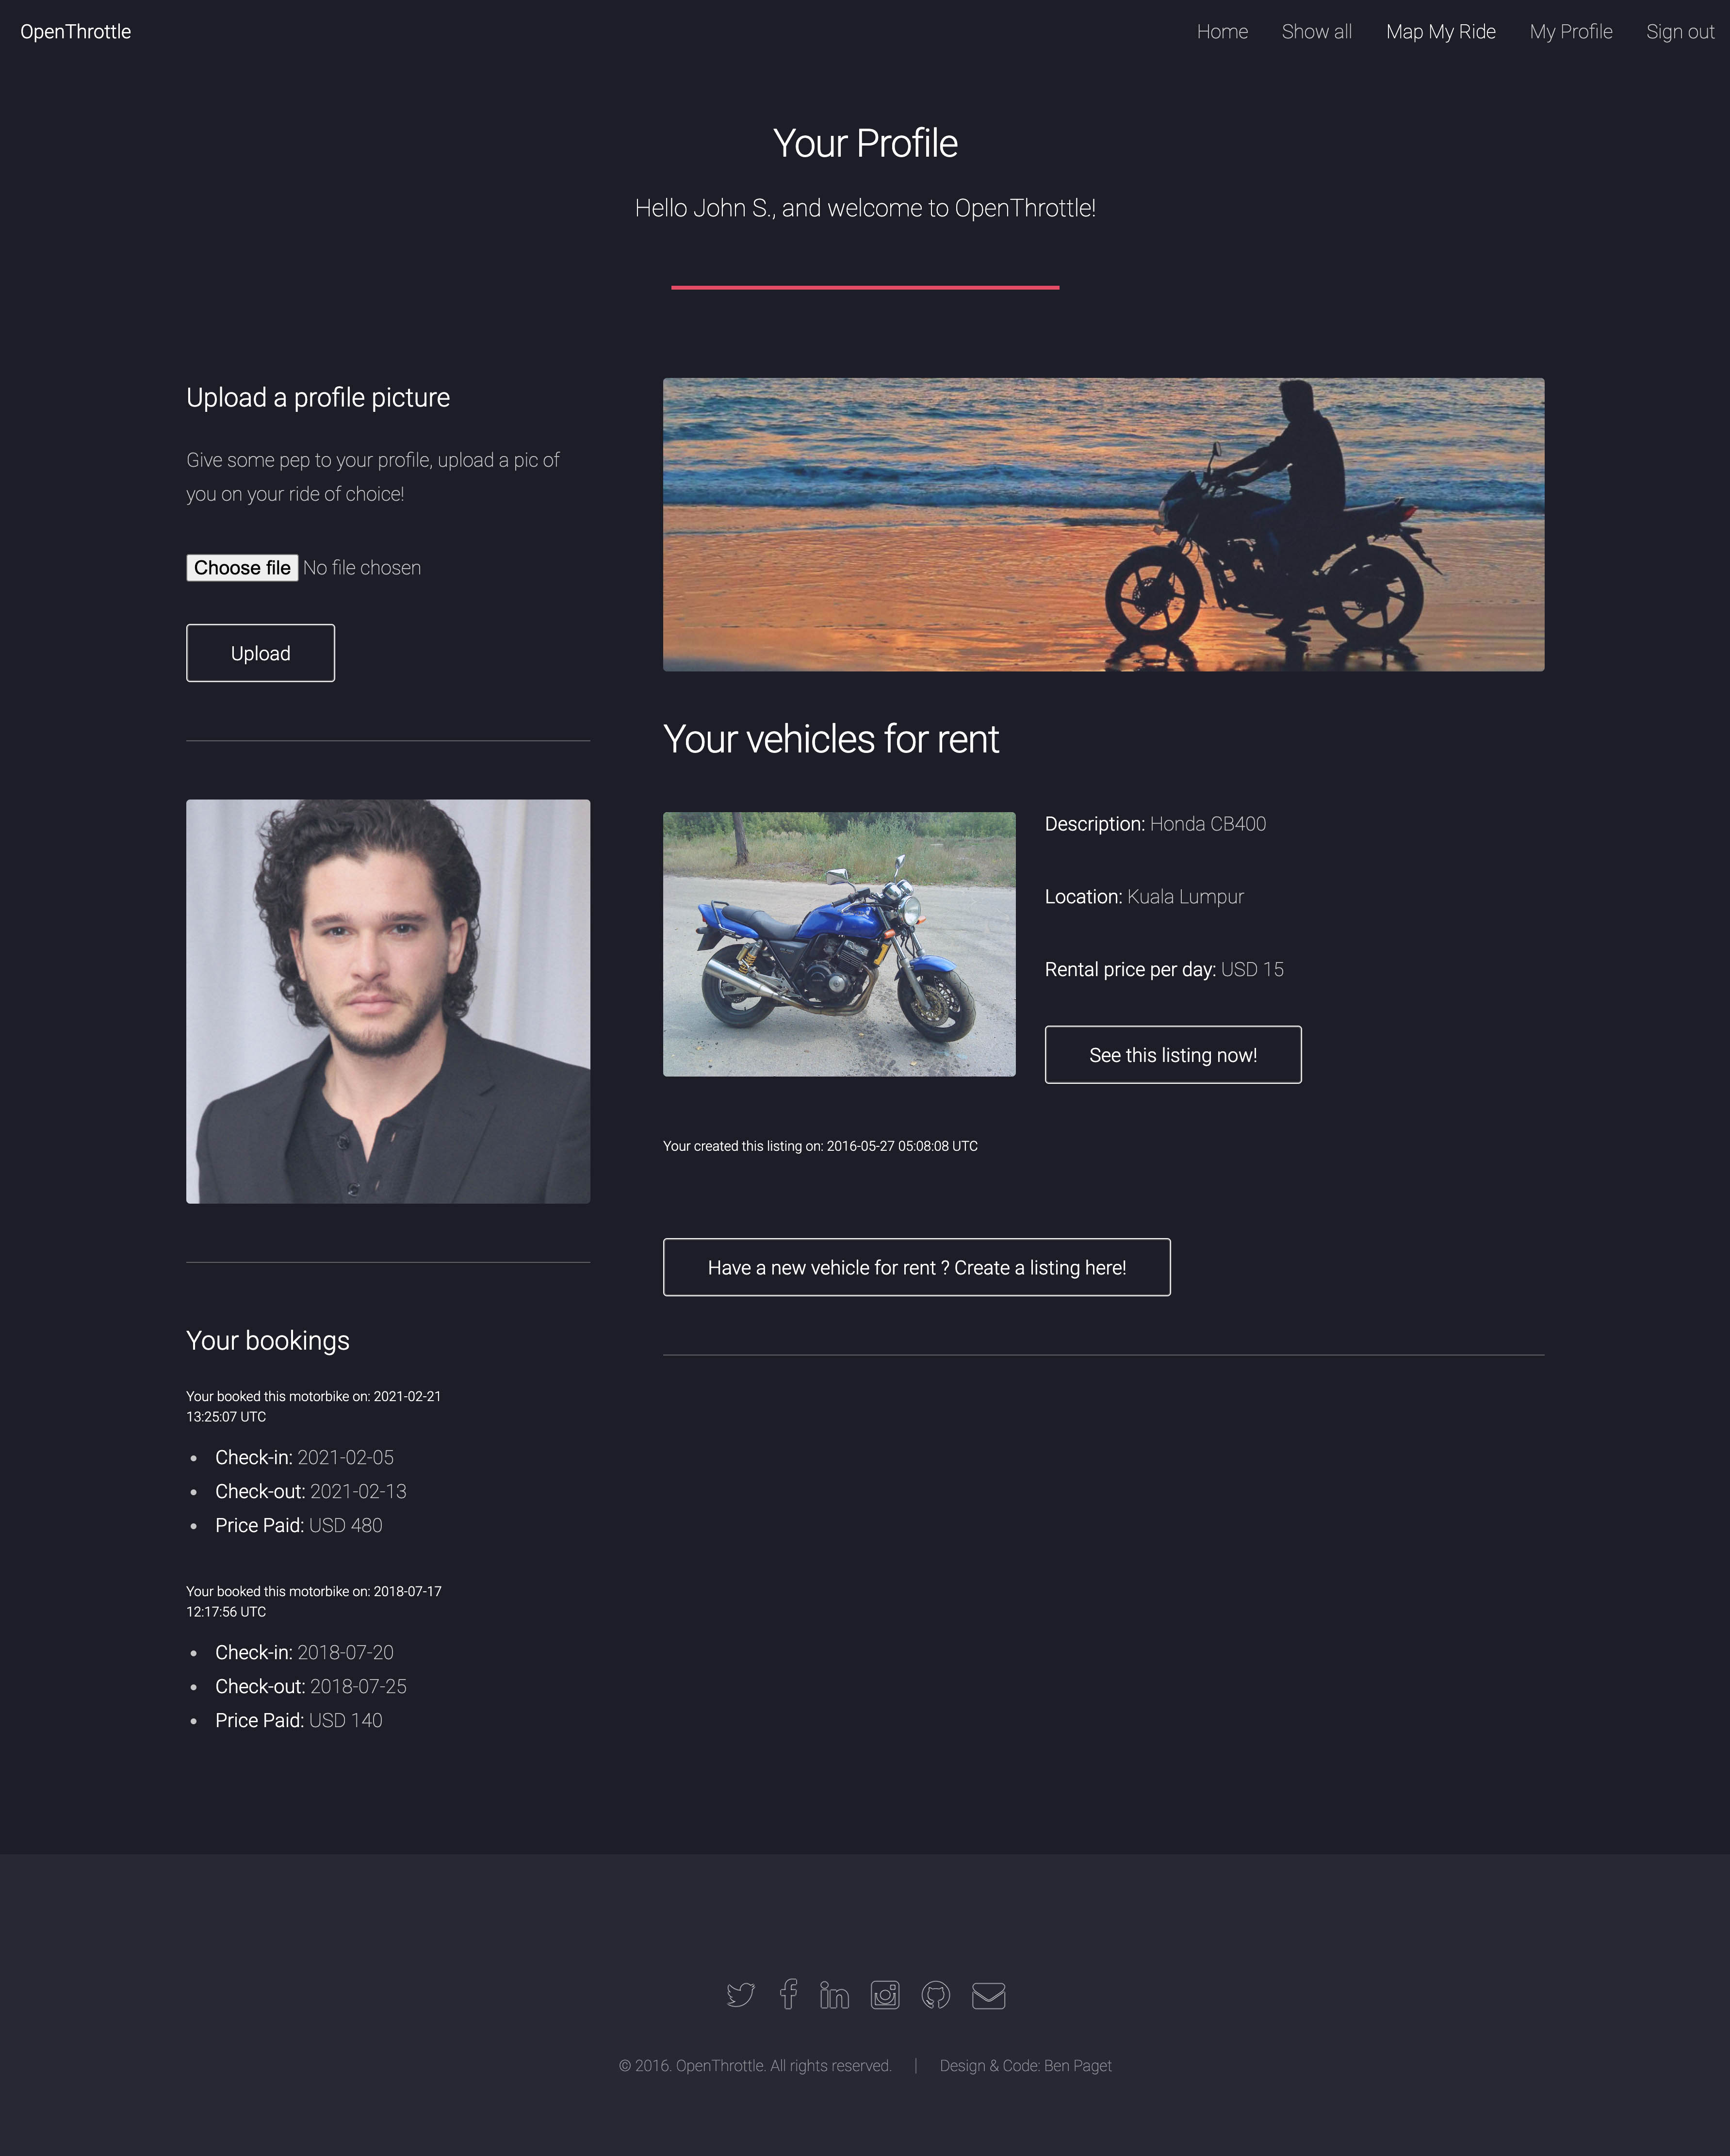 OpenThrottle
Home Show all Map My Ride My Profile Sign out
Your Profile
Hello John S., and welcome to OpenThrottle!
Upload a profile picture
Give some pep to your profile, upload a pic of
you on your ride of choice!
Choose file No file chosen
Upload
Your bookings
Your booked this motorbike on: 2021-02-21
13:25:07 UTC
Check-in: 2021-02-05
Check-out: 2021-02-13
Price Paid: USD 480
Your booked this motorbike on: 2018-07-17
12:17:56 UTC
Check-in: 2018-07-20
Check-out: 2018-07-25
Price Paid: USD 140
Your vehicles for rent
Description: Honda CB400
Location: Kuala Lumpur
Rental price per day: USD 15
See this listing now!
Your created this listing on: 2016-05-27 05:08:08 UTC
Have a new vehicle for rent ? Create a listing here!
© 2016. OpenThrottle. All rights reserved. | Design & Code: Ben Paget